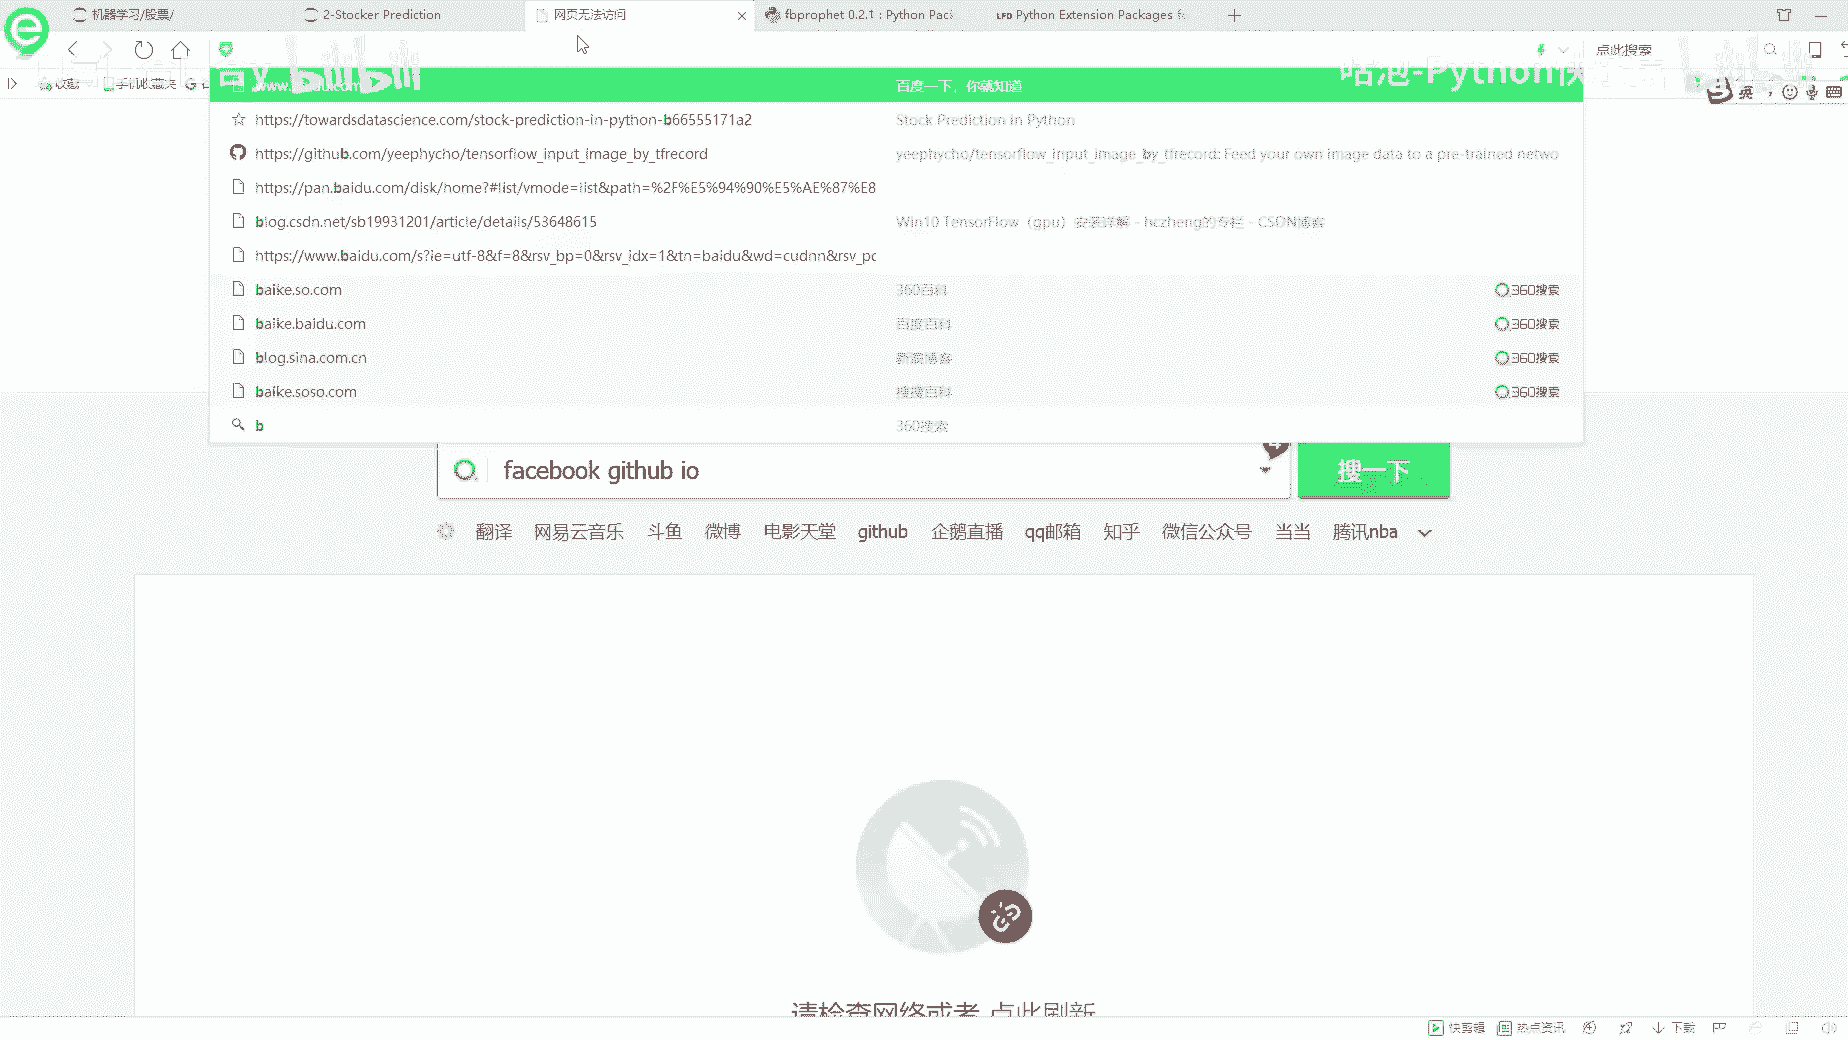 机器学习/股票/
2-Stocker Prediction
网页无法访问
fbprophet 0.2.1 : Python Pac
LFD Python Extension Packages fo
点此搜索
bilibili
咕泡-Python
收藏
手机收藏夹
英
www.baidu.com
百度一下，你就知道
https://towardsdatascience.com/stock-prediction-in-python-b66555171a2
Stock Prediction in Python
https://github.com/yeephycho/tensorflow_input_image_by_tfrecord
yeephycho/tensorflow_input_image_by_tfrecord: Feed your own image data to a pre-trained netwo
https://pan.baidu.com/disk/home?#list/vmode=list&path=%2F%E5%94%90%E5%AE%87%E8
blog.csdn.net/sb19931201/article/details/53648615
Win10 TensorFlow（gpu）安装详解 - hczheng的专栏 - CSDN博客
https://www.baidu.com/s?ie=utf-8&f=8&rsv_bp=0&rsv_idx=1&tn=baidu&wd=cudnn&rsv_pc
baike.so.com
360百科
360搜索
baike.baidu.com
百度百科
360搜索
blog.sina.com.cn
新浪博客
360搜索
baike.soso.com
搜搜百科
360搜索
b
360搜索
facebook github io
搜一下
翻译 网易云音乐 斗鱼 微博 电影天堂 github 企鹅直播 qq邮箱 知乎 微信公众号 当当 腾讯nba
请检查网络或者 点此刷新
快剪辑 热点资讯 下载